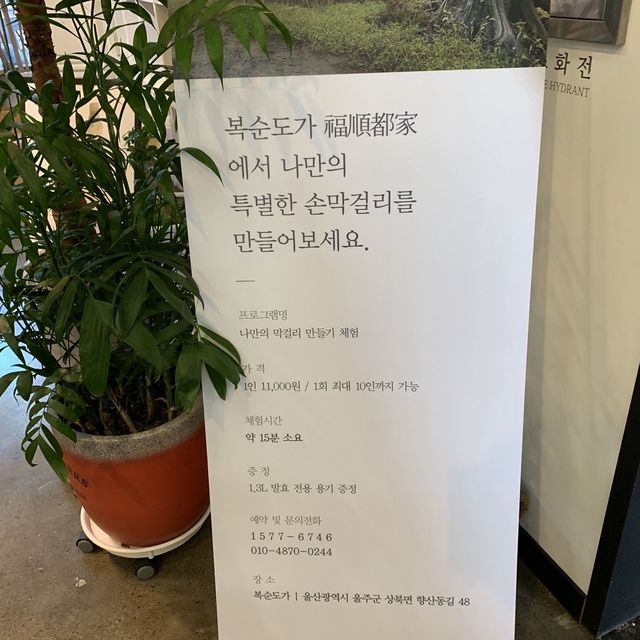 복순도가 福順都家
에서 나만의
특별한 손막걸리를
만들어보세요.
프로그램명
나만의 막걸리 만들기 체험
가 격
1인 11,000원 / 1회 최대 10인까지 가능
체험시간
약 15분 소요
증 정
1.3L 발효 전용 용기 증정
예약 및 문의전화
1577-6746
010-4870-0244
장 소
복순도가 | 울산광역시 울주군 상북면 향산동길 48
화전
HYDRANT